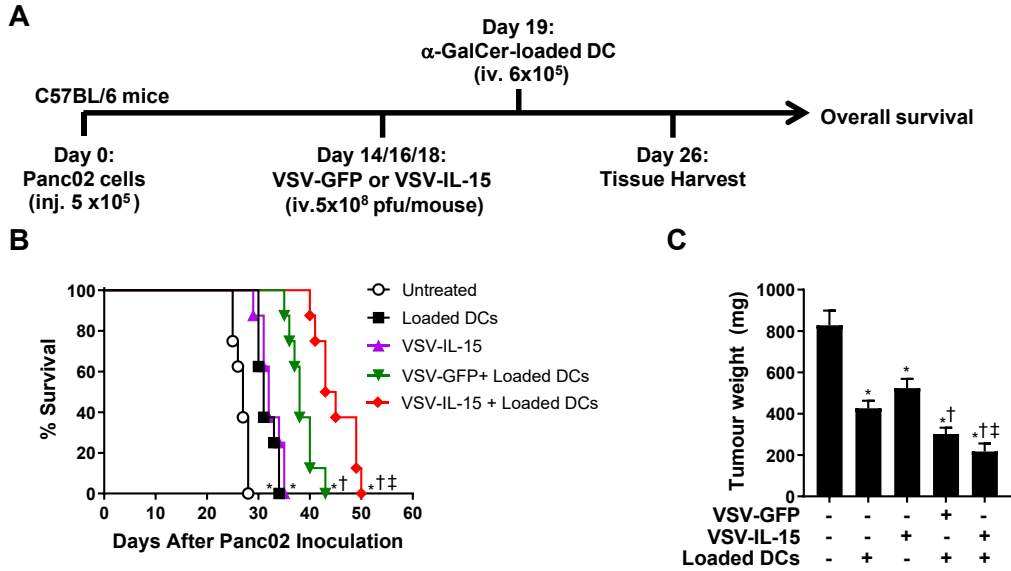 A
Day 19:
α-GalCer-loaded DC
(iv. 6x10⁵)
C57BL/6 mice
Overall survival
Day 0:
Panc02 cells
(inj. 5 x10⁵)
Day 14/16/18:
VSV-GFP or VSV-IL-15
(iv.5x10⁸ pfu/mouse)
Day 26:
Tissue Harvest
B
% Survival
100
80
60
40
20
0
0 10 20 30 40 50 60
Days After Panc02 Inoculation
* * *† *†‡
Untreated
Loaded DCs
VSV-IL-15
VSV-GFP+ Loaded DCs
VSV-IL-15 + Loaded DCs
C
Tumour weight (mg)
1000
800
600
400
200
0
* * *† *†‡
VSV-GFP - - - + -
VSV-IL-15 - - + - +
Loaded DCs - + - + +